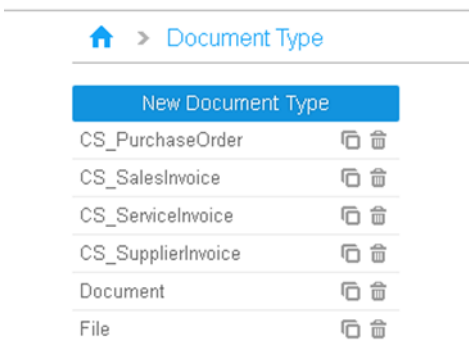 > Document Type
New Document Type
CS_PurchaseOrder
CS_SalesInvoice
CS_ServiceInvoice
CS_SupplierInvoice
Document
File